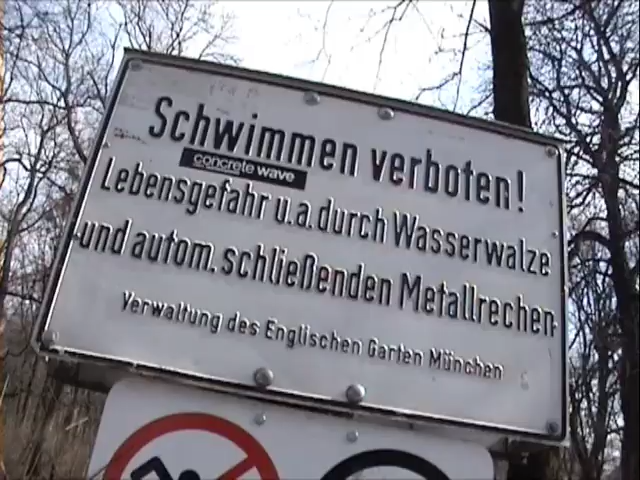 Schwimmen verboten!
concrete wave
Lebensgefahr u.a. durch Wasserwalze
und autom. schließenden Metallrechen
Verwaltung des Englischen Garten München